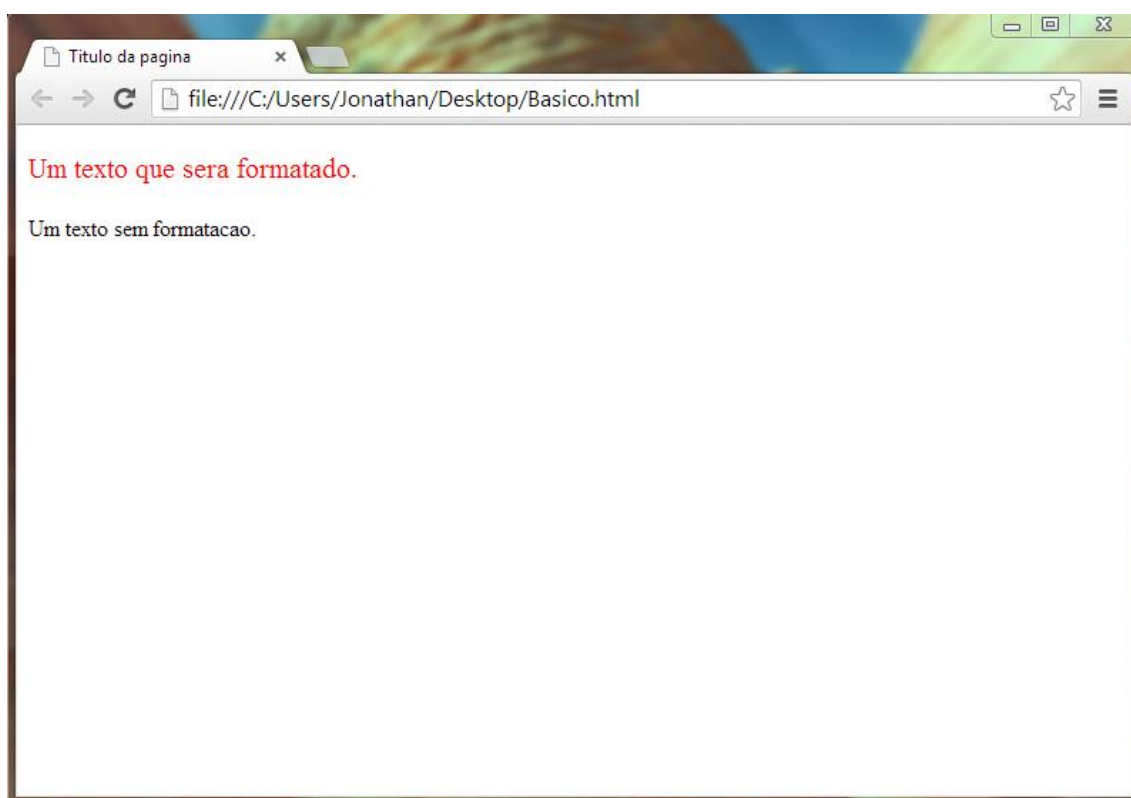 Titulo da pagina
file:///C:/Users/Jonathan/Desktop/Basico.html
Um texto que sera formatado.
Um texto sem formatacao.